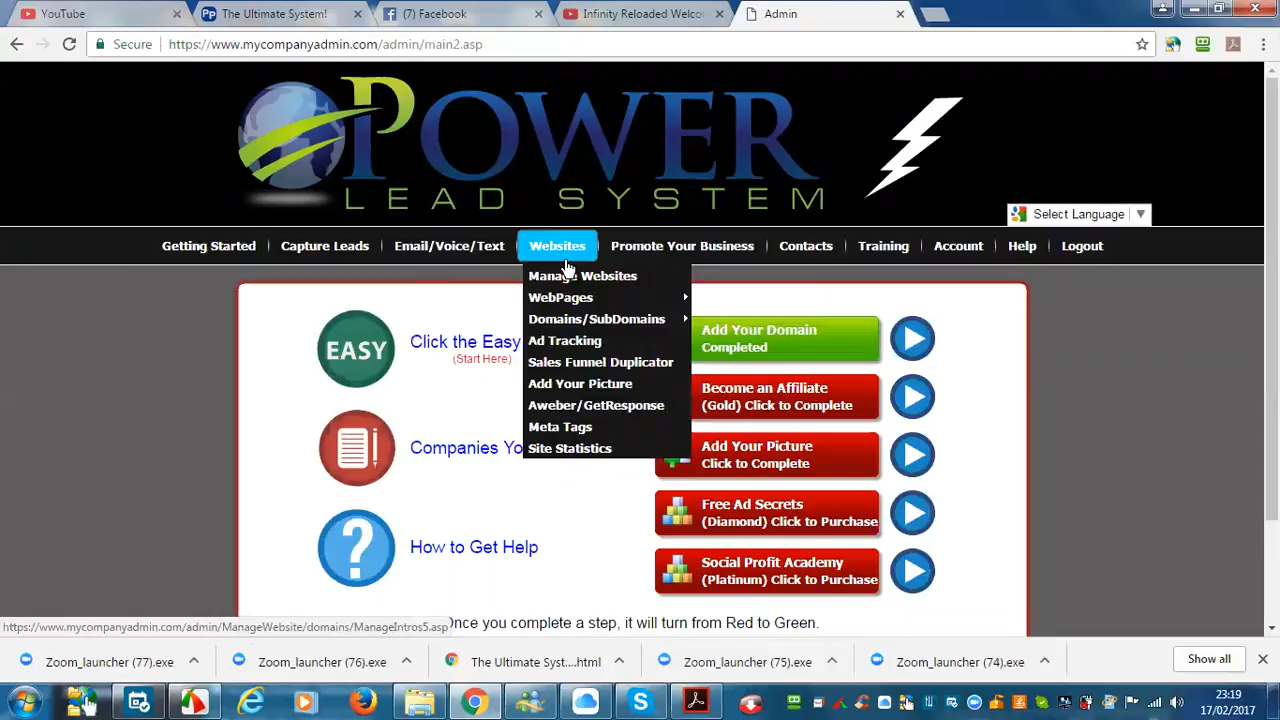 YouTube
The Ultimate System!
(7) Facebook
Infinity Reloaded Welco
Admin
Secure
https://www.mycompanyadmin.com/admin/main2.asp
POWER
LEAD SYSTEM
Select Language
Getting Started
Capture Leads
Email/Voice/Text
Websites
Promote Your Business
Contacts
Training
Account
Help
Logout
Manage Websites
WebPages
Domains/SubDomains
Ad Tracking
Sales Funnel Duplicator
Add Your Picture
Aweber/GetResponse
Meta Tags
Site Statistics
EASY
Click the Easy
(Start Here)
Companies Yo
?
How to Get Help
Add Your Domain
Completed
Become an Affiliate
(Gold) Click to Complete
Add Your Picture
Click to Complete
Free Ad Secrets
(Diamond) Click to Purchase
Social Profit Academy
(Platinum) Click to Purchase
Once you complete a step, it will turn from Red to Green.
https://www.mycompanyadmin.com/admin/ManageWebsite/domains/ManageIntros5.asp
Zoom_launcher (77).exe
Zoom_launcher (76).exe
The Ultimate Syst....html
Zoom_launcher (75).exe
Zoom_launcher (74).exe
Show all
23:19
17/02/2017